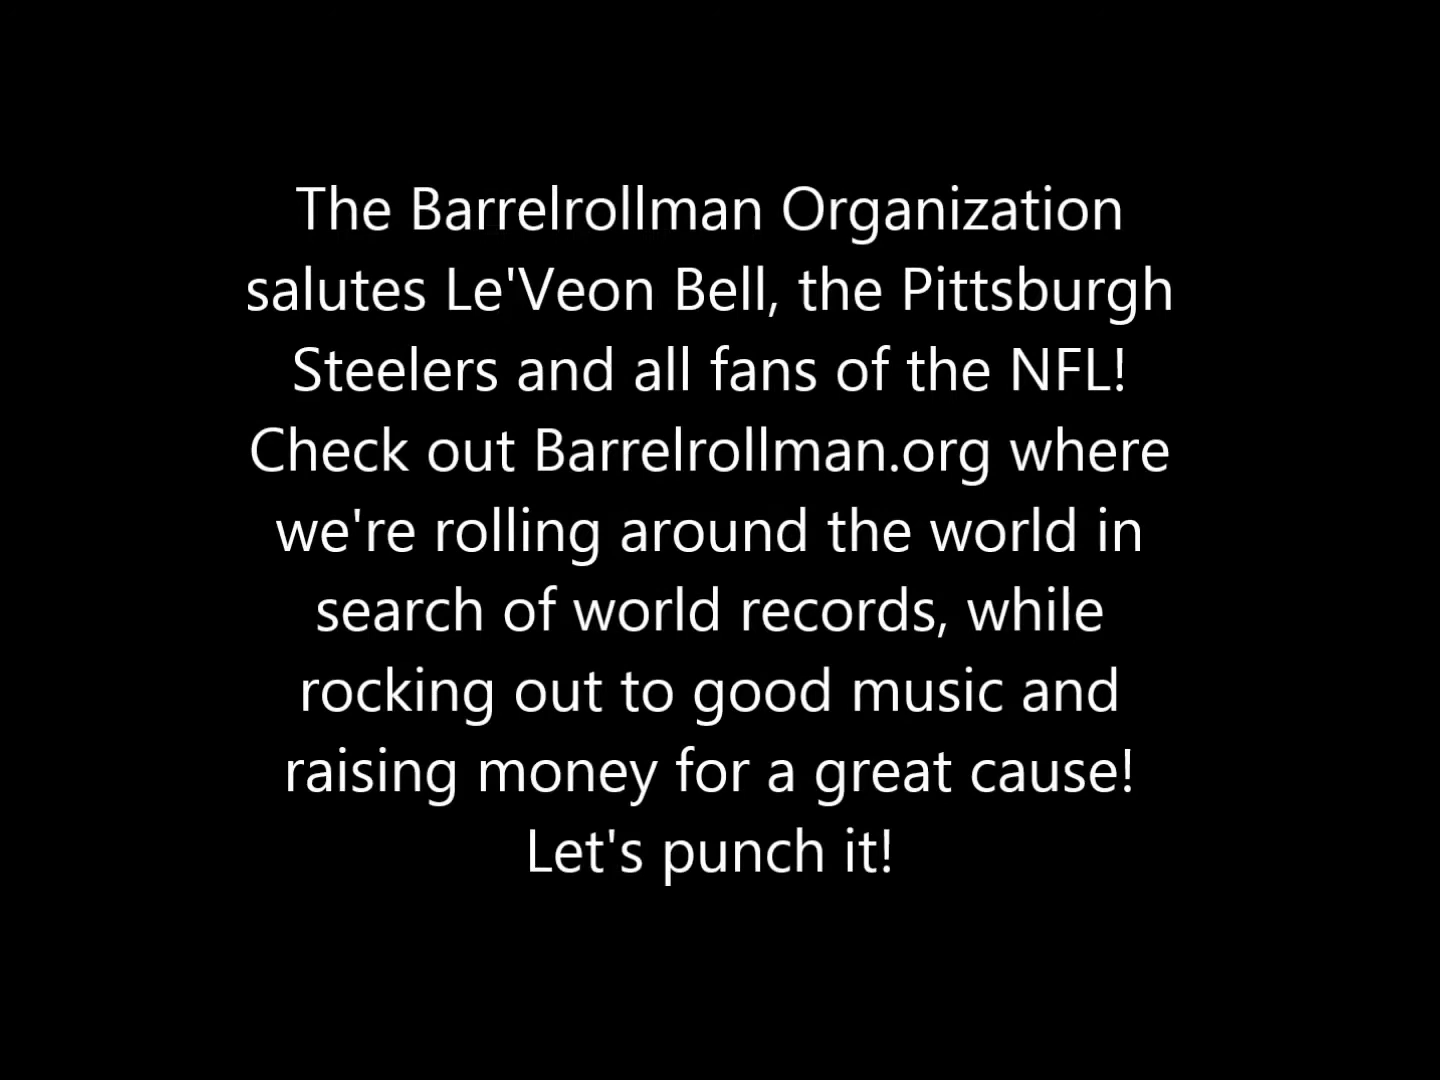 The Barrelrollman Organization
salutes Le'Veon Bell, the Pittsburgh
Steelers and all fans of the NFL!
Check out Barrelrollman.org where
we're rolling around the world in
search of world records, while
rocking out to good music and
raising money for a great cause!
Let's punch it!